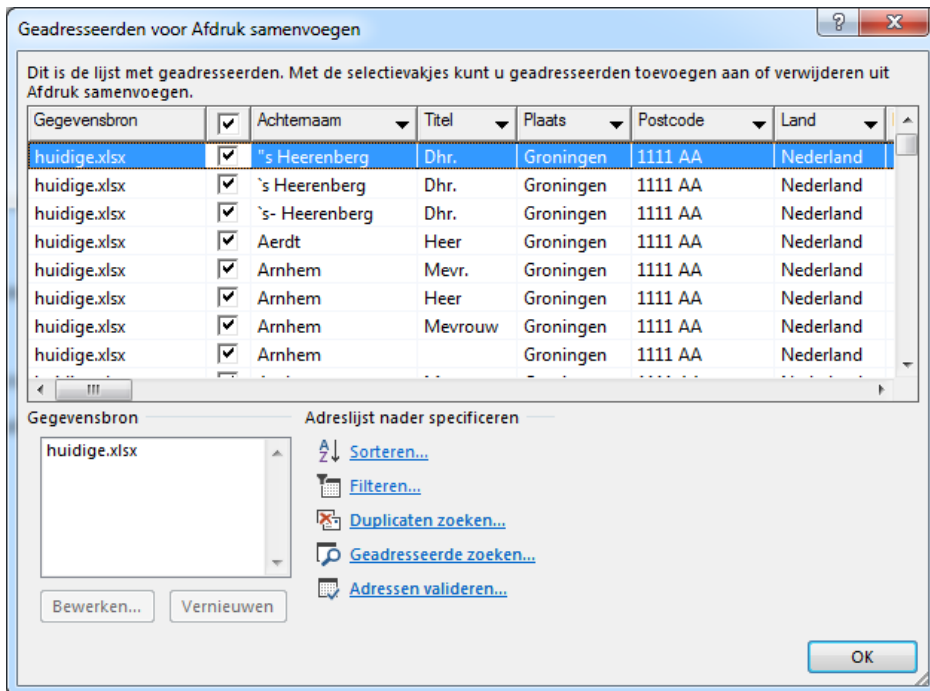 Geadresseerden voor Afdruk samenvoegen
Dit is de lijst met geadresseerden. Met de selectievakjes kunt u geadresseerden toevoegen aan of verwijderen uit
Afdruk samenvoegen.
Gegevensbron Achternaam Titel Plaats Postcode Land
huidige.xlsx "s Heerenberg Dhr. Groningen 1111 AA Nederland
huidige.xlsx `s Heerenberg Dhr. Groningen 1111 AA Nederland
huidige.xlsx `s- Heerenberg Dhr. Groningen 1111 AA Nederland
huidige.xlsx Aerdt Heer Groningen 1111 AA Nederland
huidige.xlsx Arnhem Mevr. Groningen 1111 AA Nederland
huidige.xlsx Arnhem Heer Groningen 1111 AA Nederland
huidige.xlsx Arnhem Mevrouw Groningen 1111 AA Nederland
huidige.xlsx Arnhem Groningen 1111 AA Nederland
Gegevensbron
huidige.xlsx
Bewerken... Vernieuwen
Adreslijst nader specificeren
Sorteren...
Filteren...
Duplicaten zoeken...
Geadresseerde zoeken...
Adressen valideren...
OK